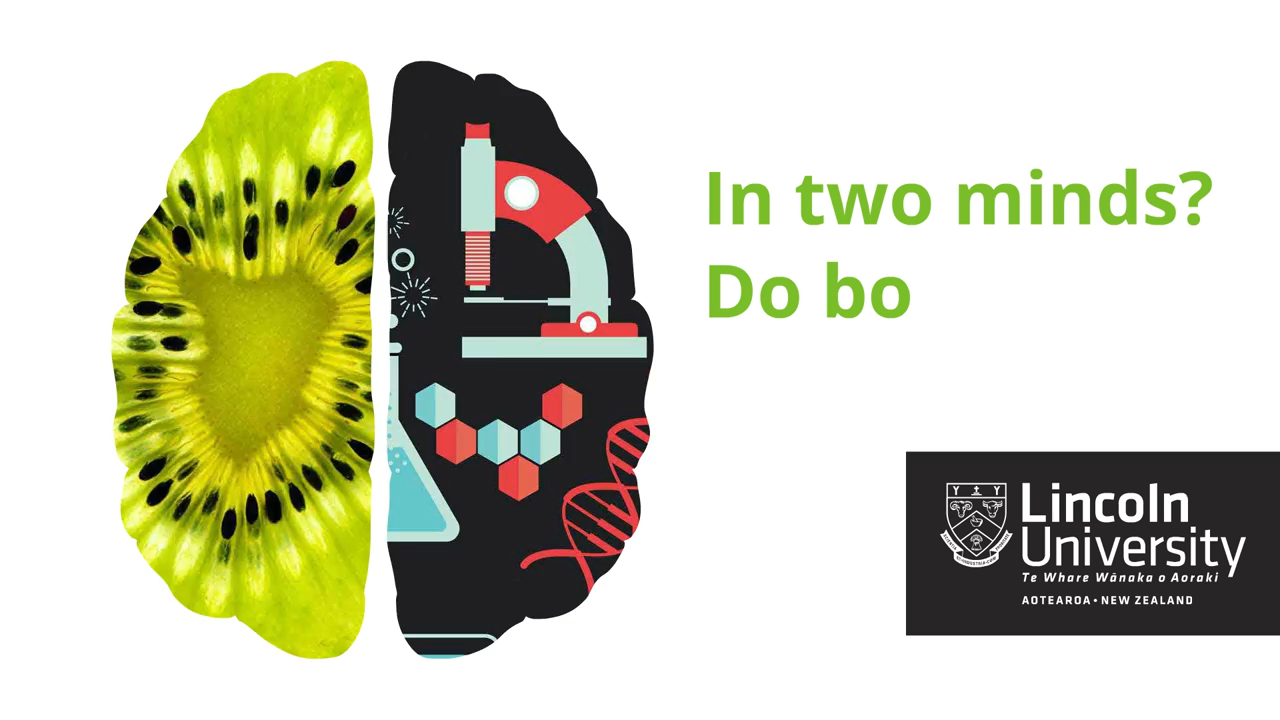 In two minds?
Do bo
Lincoln
University
Te Whare Wānaka o Aoraki
AOTEAROA • NEW ZEALAND